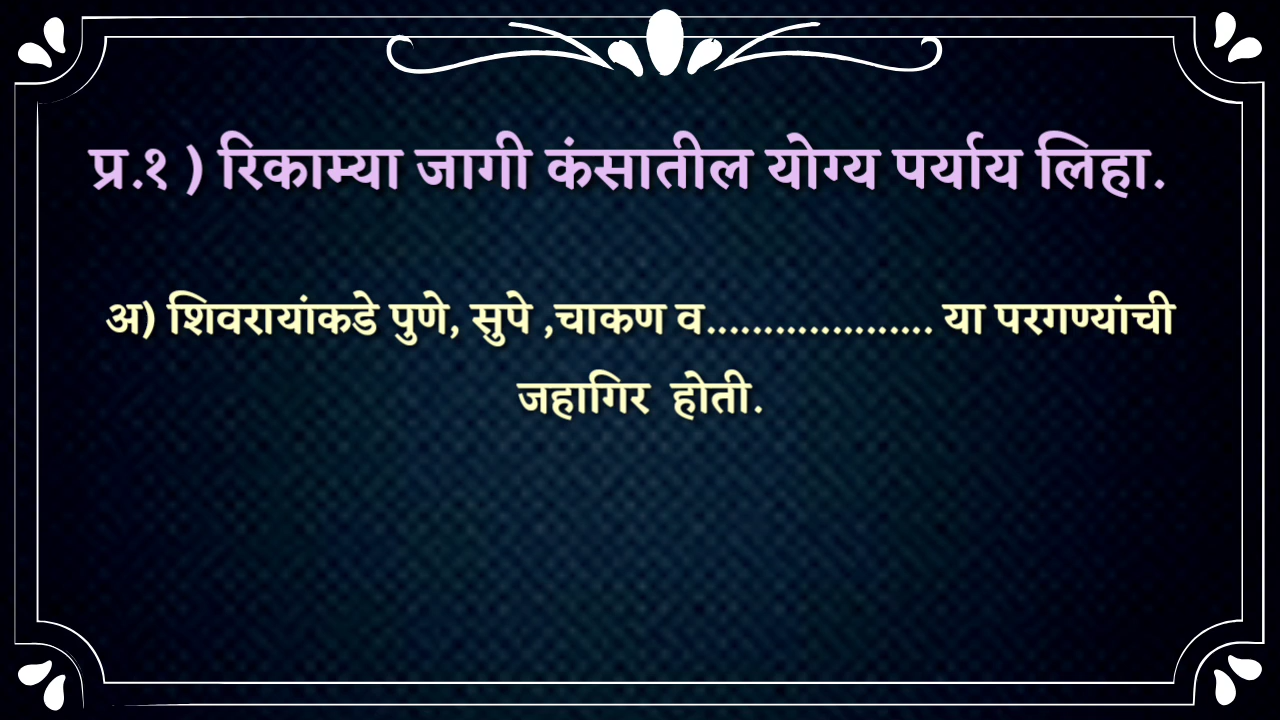 प्र.१ ) रिकाम्या जागी कंसातील योग्य पर्याय लिहा.
अ) शिवरायांकडे पुणे, सुपे ,चाकण व.................... या परगण्यांची
जहागिर होती.